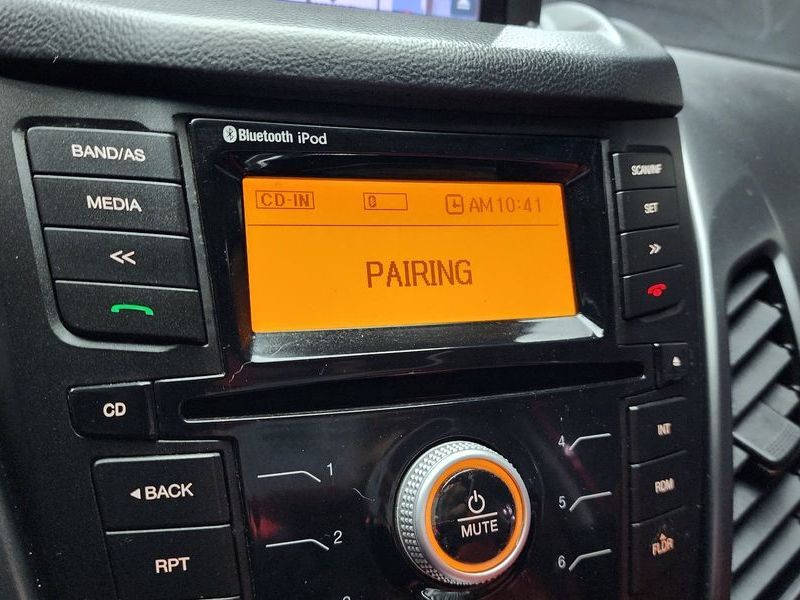 Bluetooth iPod
BAND/AS
MEDIA
<<
CD-IN
AM 10:41
PAIRING
SCAN/INF
SET
>>
CD
BACK
RPT
1
2
MUTE
4
5
6
INT
RDM
FLDR